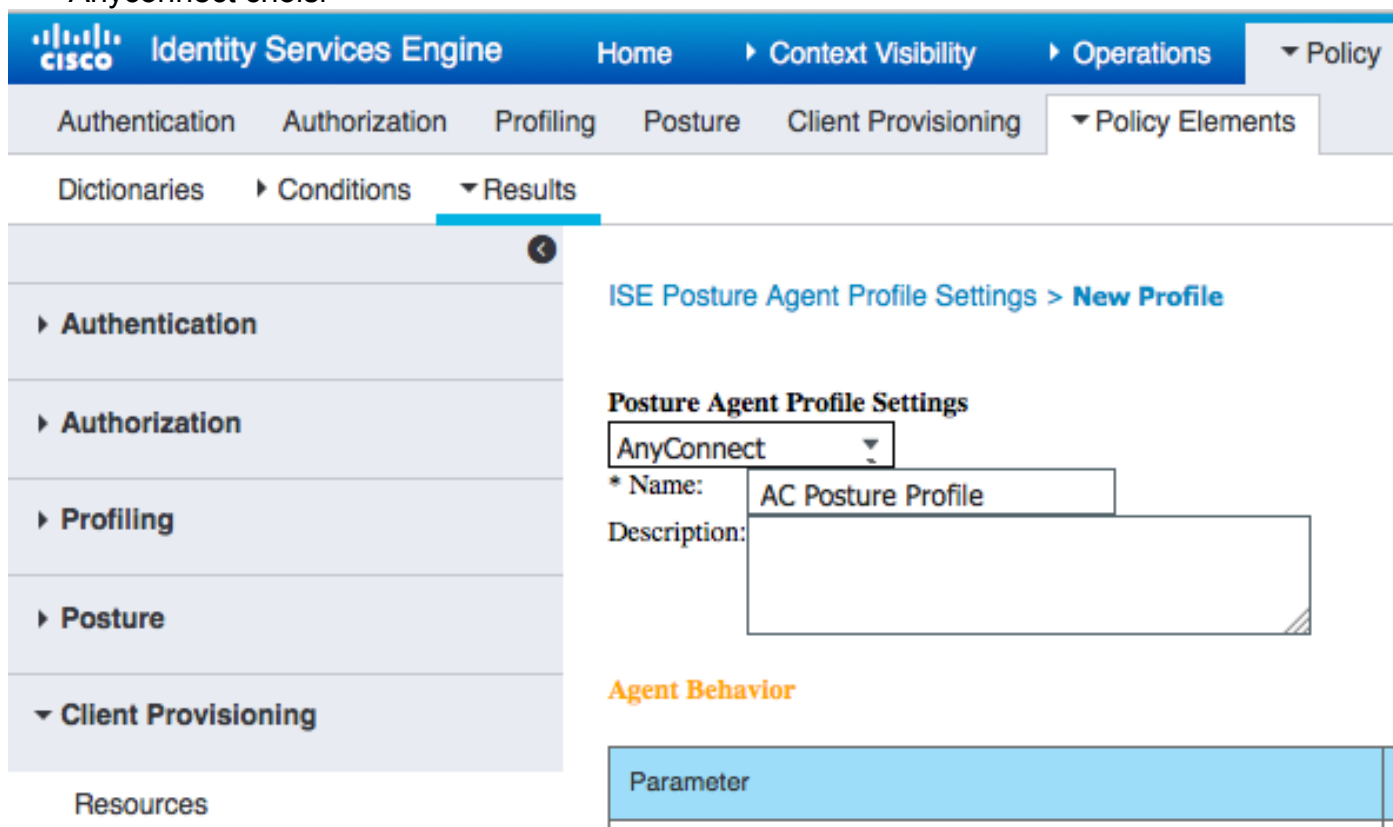 cisco Identity Services Engine Home Context Visibility Operations Policy
Authentication Authorization Profiling Posture Client Provisioning Policy Elements
Dictionaries Conditions Results
ISE Posture Agent Profile Settings > New Profile
Authentication
Authorization
Profiling
Posture
Client Provisioning
Resources
Posture Agent Profile Settings
AnyConnect
* Name: AC Posture Profile
Description:
Agent Behavior
Parameter